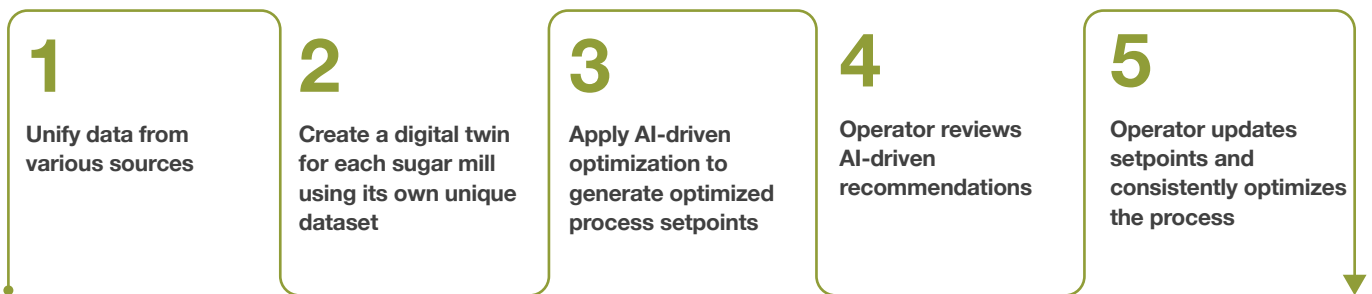 1
Unify data from
various sources
2
Create a digital twin
for each sugar mill
using its own unique
dataset
3
Apply AI-driven
optimization to
generate optimized
process setpoints
4
Operator reviews
AI-driven
recommendations
5
Operator updates
setpoints and
consistently optimizes
the process